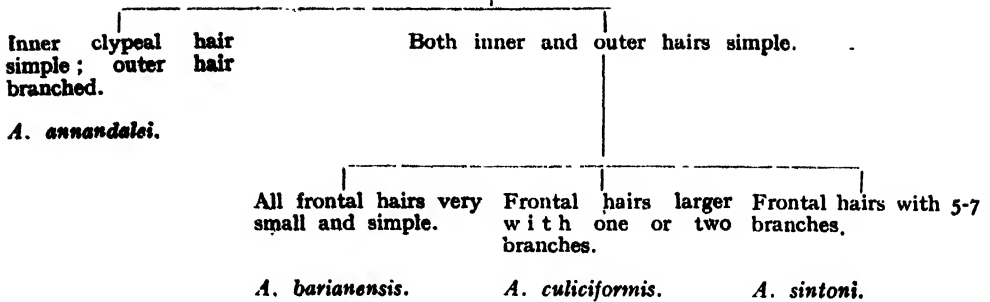 Inner clypeal hair
simple ; outer hair
branched.
A. annandalei.
Both inner and outer hairs simple.
All frontal hairs very
small and simple.
A. barianensis.
Frontal hairs larger
with one or two
branches.
A. culiciformis.
Frontal hairs with 5-7
branches.
A. sintoni.